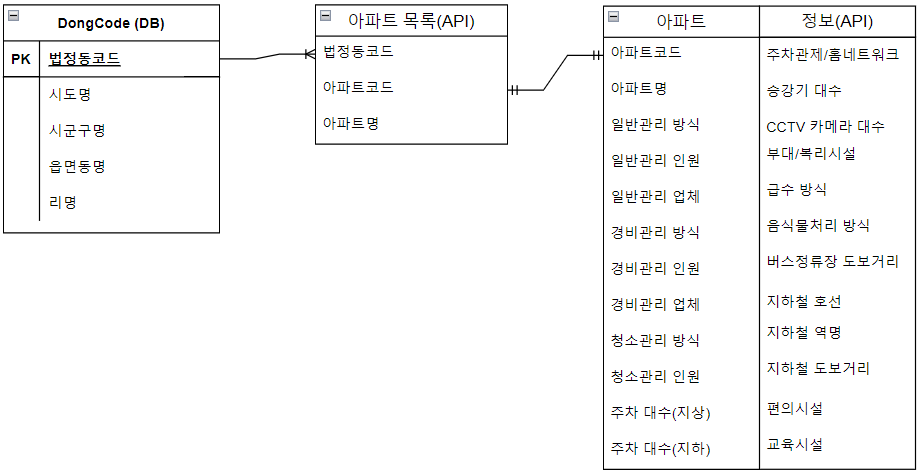 DongCode (DB)
PK 법정동코드
시도명
시군구명
읍면동명
리명
아파트 목록(API)
법정동코드
아파트코드
아파트명
아파트
아파트코드
아파트명
일반관리 방식
일반관리 인원
일반관리 업체
경비관리 방식
경비관리 인원
경비관리 업체
청소관리 방식
청소관리 인원
주차 대수(지상)
주차 대수(지하)
정보(API)
주차관제/홈네트워크
승강기 대수
CCTV 카메라 대수
부대/복리시설
급수 방식
음식물처리 방식
버스정류장 도보거리
지하철 호선
지하철 역명
지하철 도보거리
편의시설
교육시설